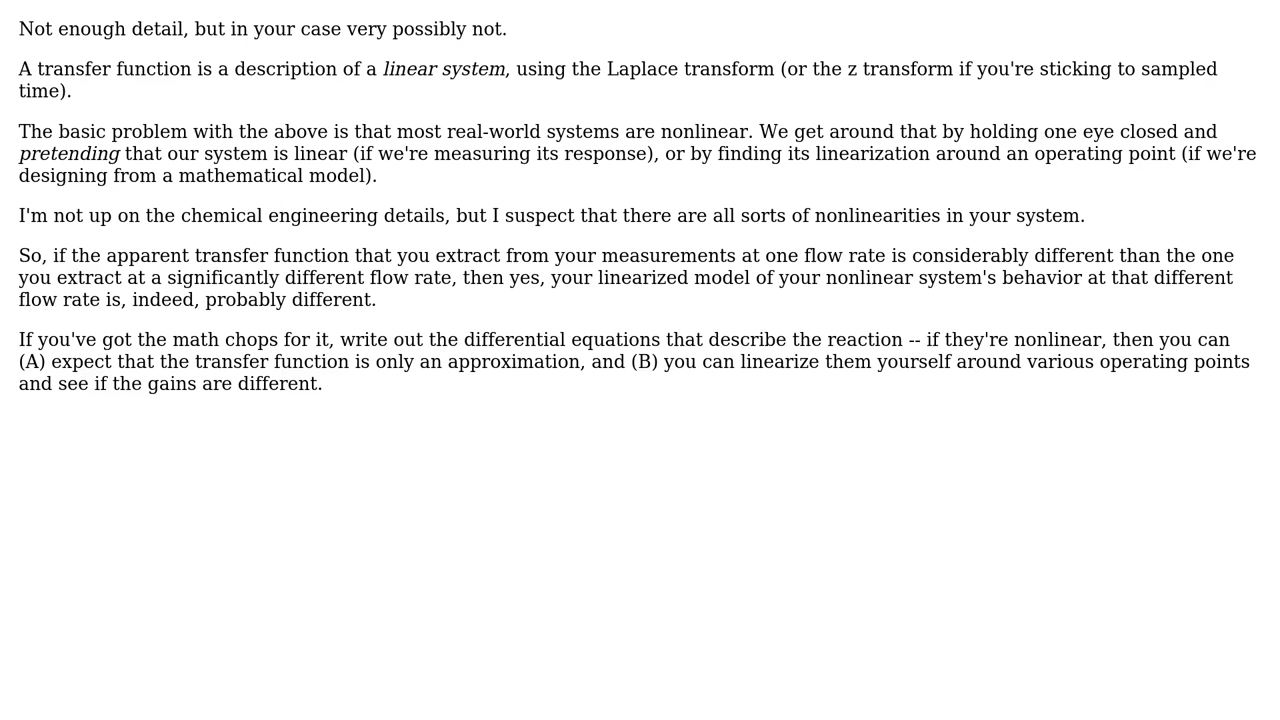 Not enough detail, but in your case very possibly not.
A transfer function is a description of a linear system, using the Laplace transform (or the z transform if you're sticking to sampled
time).
The basic problem with the above is that most real-world systems are nonlinear. We get around that by holding one eye closed and
pretending that our system is linear (if we're measuring its response), or by finding its linearization around an operating point (if we're
designing from a mathematical model).
I'm not up on the chemical engineering details, but I suspect that there are all sorts of nonlinearities in your system.
So, if the apparent transfer function that you extract from your measurements at one flow rate is considerably different than the one
you extract at a significantly different flow rate, then yes, your linearized model of your nonlinear system's behavior at that different
flow rate is, indeed, probably different.
If you've got the math chops for it, write out the differential equations that describe the reaction -- if they're nonlinear, then you can
(A) expect that the transfer function is only an approximation, and (B) you can linearize them yourself around various operating points
and see if the gains are different.